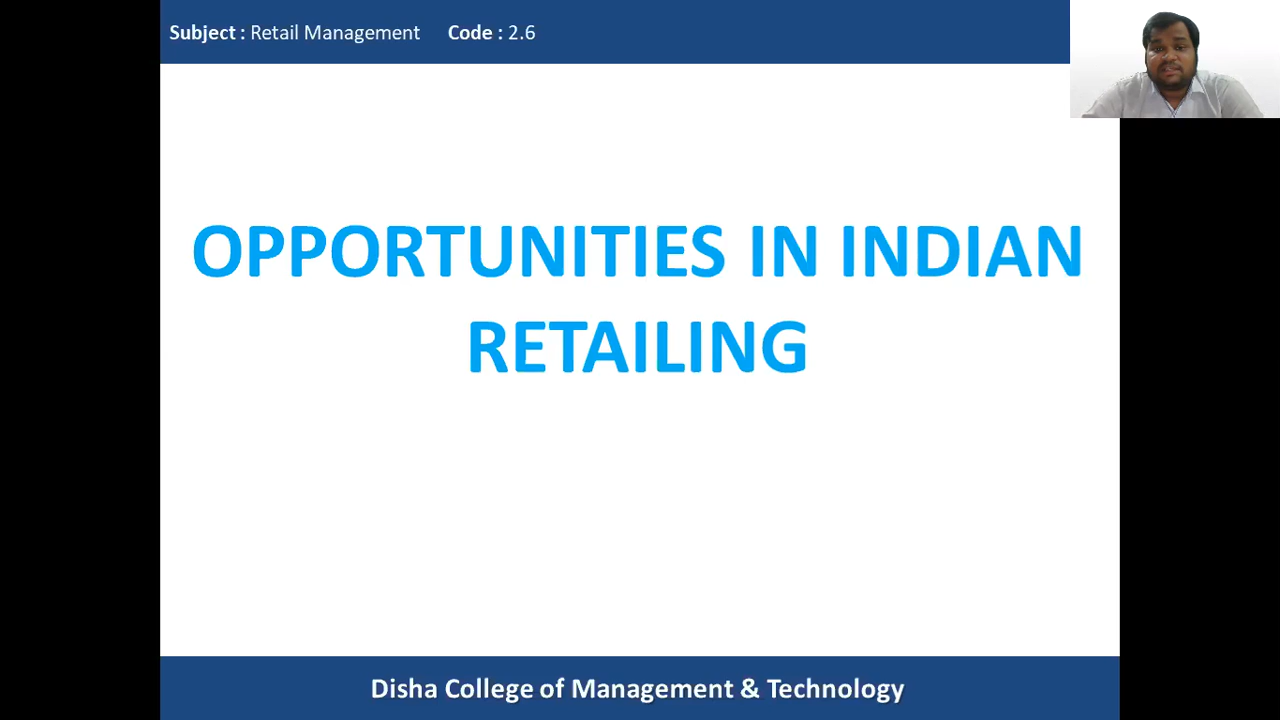 Subject : Retail Management Code : 2.6
OPPORTUNITIES IN INDIAN
RETAILING
Disha College of Management & Technology